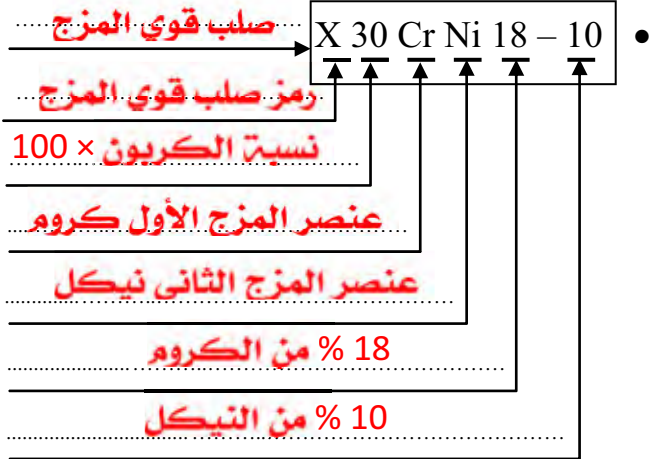 • X 30 Cr Ni 18 – 10
صلب قوي المزج
رمز صلب قوي المزج
نسبة الكربون × 100
عنصر المزج الأول كروم
عنصر المزج الثاني نيكل
18 % من الكروم
10 % من النيكل